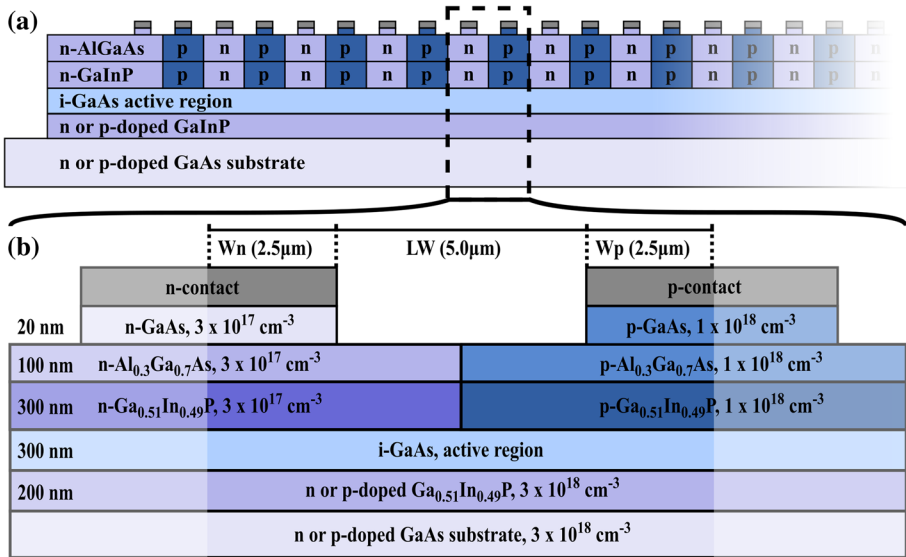 (a)
n-AlGaAs p n p n p n p n p n p n p n p n
n-GaInP p n p n p n p n p n p n p n p n
i-GaAs active region
n or p-doped GaInP
n or p-doped GaAs substrate
(b)
Wn (2.5μm) LW (5.0μm) Wp (2.5μm)
n-contact p-contact
20 nm n-GaAs, 3 x 10¹⁷ cm⁻³ p-GaAs, 1 x 10¹⁸ cm⁻³
100 nm n-Al₀.₃Ga₀.₇As, 3 x 10¹⁷ cm⁻³ p-Al₀.₃Ga₀.₇As, 1 x 10¹⁸ cm⁻³
300 nm n-Ga₀.₅₁In₀.₄₉P, 3 x 10¹⁷ cm⁻³ p-Ga₀.₅₁In₀.₄₉P, 1 x 10¹⁸ cm⁻³
300 nm i-GaAs, active region
200 nm n or p-doped Ga₀.₅₁In₀.₄₉P, 3 x 10¹⁸ cm⁻³
n or p-doped GaAs substrate, 3 x 10¹⁸ cm⁻³